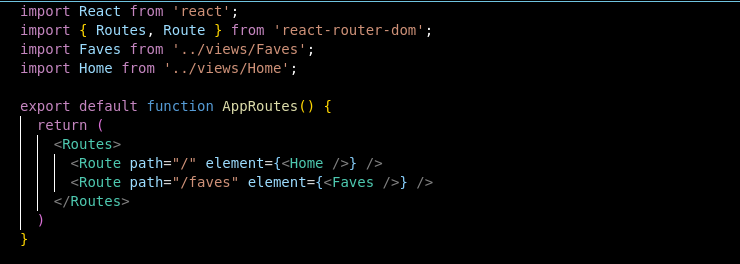 import React from 'react';
import { Routes, Route } from 'react-router-dom';
import Faves from '../views/Faves';
import Home from '../views/Home';

export default function AppRoutes() {
  return (
    <Routes>
      <Route path="/" element={<Home />} />
      <Route path="/faves" element={<Faves />} />
    </Routes>
  )
}